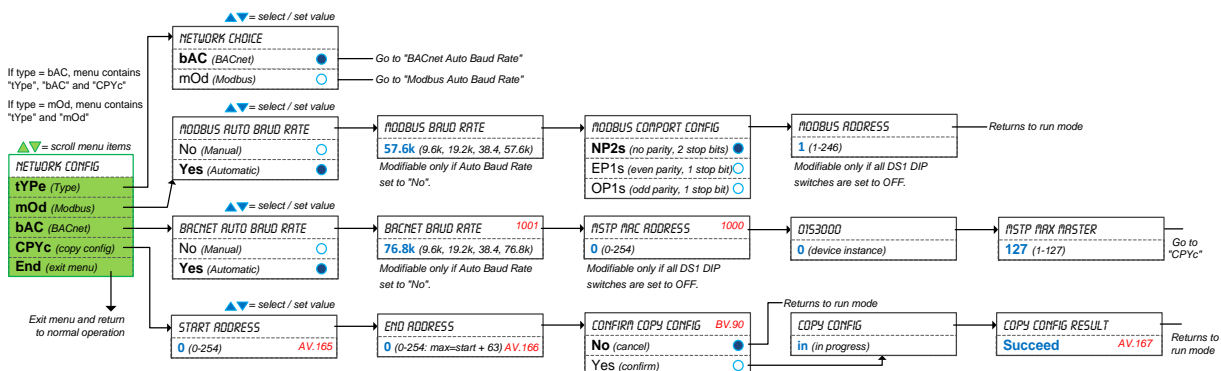 ▲▼= select / set value
NETWORK CHOICE
bAC (BACnet)
mOd (Modbus)
Go to "BACnet Auto Baud Rate"
Go to "Modbus Auto Baud Rate"
If type = bAC, menu contains
"tYpe", "bAC" and "CPYc"
If type = mOd, menu contains
"tYpe" and "mOd"
▲▼= scroll menu items
NETWORK CONFIG
tYPe (Type)
mOd (Modbus)
bAC (BACnet)
CPYc (copy config)
End (exit menu)
Exit menu and return
to normal operation
▲▼= select / set value
MODBUS AUTO BAUD RATE
No (Manual)
Yes (Automatic)
MODBUS BAUD RATE
57.6k (9.6k, 19.2k, 38.4, 57.6k)
Modifiable only if Auto Baud Rate
set to "No".
MODBUS COMPORT CONFIG
NP2s (no parity, 2 stop bits)
EP1s (even parity, 1 stop bit)
OP1s (odd parity, 1 stop bit)
MODBUS ADDRESS
1 (1-246)
Modifiable only if all DS1 DIP
switches are set to OFF.
Returns to run mode
▲▼= select / set value
BACNET AUTO BAUD RATE
No (Manual)
Yes (Automatic)
BACNET BAUD RATE 1001
76.8k (9.6k, 19.2k, 38.4, 76.8k)
Modifiable only if Auto Baud Rate
set to "No".
MSTP MAC ADDRESS 1000
0 (0-254)
Modifiable only if all DS1 DIP
switches are set to OFF.
0153000
0 (device instance)
MSTP MAX MASTER
127 (1-127)
Go to
"CPYc"
▲▼= select / set value
START ADDRESS
0 (0-254) AV.165
END ADDRESS
0 (0-254: max=start + 63) AV.166
CONFIRM COPY CONFIG BV.90
No (cancel)
Yes (confirm)
Returns to run mode
COPY CONFIG
in (in progress)
COPY CONFIG RESULT
Succeed AV.167
Returns to
run mode